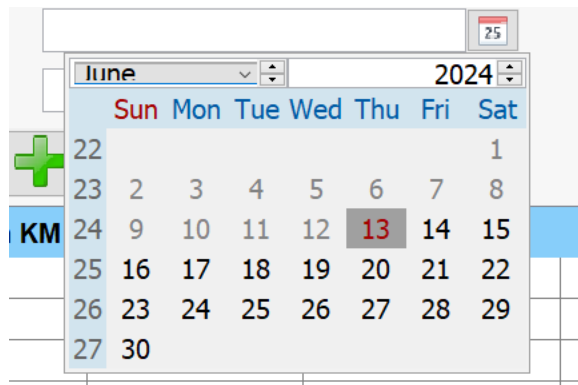 25
June 2024
Sun Mon Tue Wed Thu Fri Sat
22 1
23 2 3 4 5 6 7 8
KM 24 9 10 11 12 13 14 15
25 16 17 18 19 20 21 22
26 23 24 25 26 27 28 29
27 30